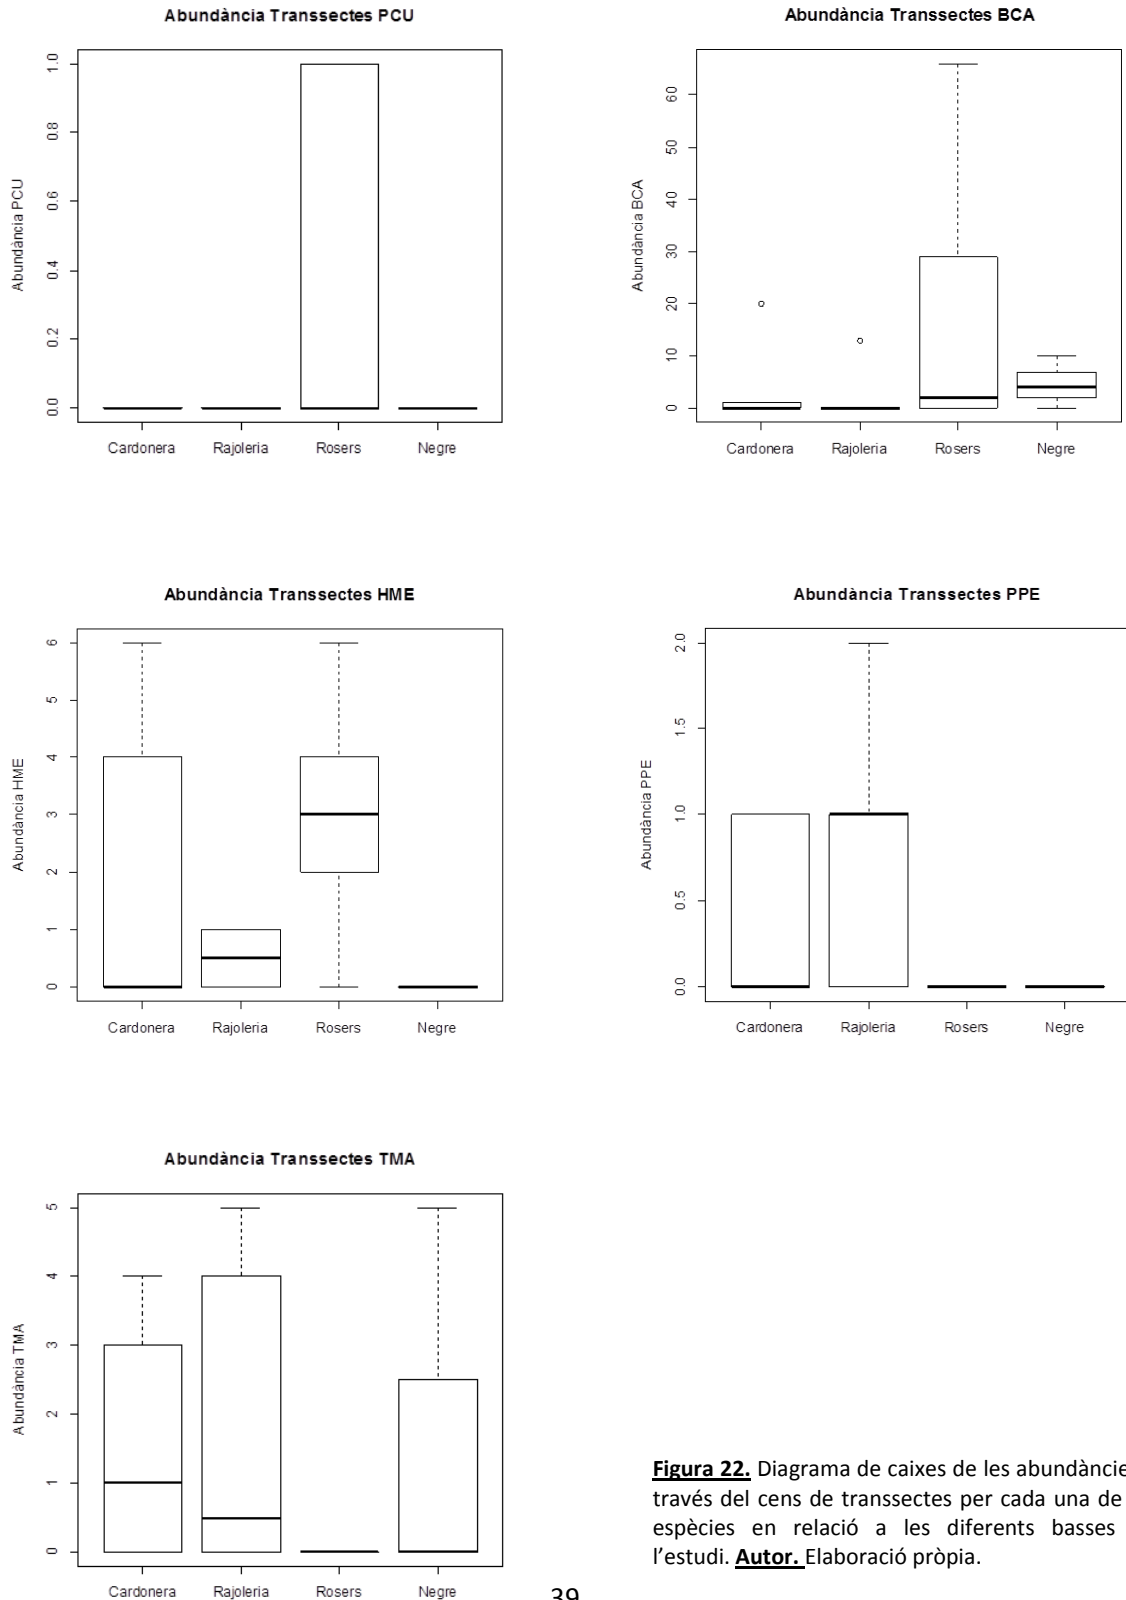 Abundància Transsectes PCU
Abundància PCU
1.0
0.8
0.6
0.4
0.2
0.0
Cardonera Rajoleria Rosers Negre
Abundància Transsectes BCA
Abundància BCA
60
50
40
30
20
10
0
Cardonera Rajoleria Rosers Negre
Abundància Transsectes HME
Abundància HME
6
5
4
3
2
1
0
Cardonera Rajoleria Rosers Negre
Abundància Transsectes PPE
Abundància PPE
2.0
1.5
1.0
0.5
0.0
Cardonera Rajoleria Rosers Negre
Abundància Transsectes TMA
Abundància TMA
5
4
3
2
1
0
Cardonera Rajoleria Rosers Negre
Figura 22. Diagrama de caixes de les
través del cens de transsectes per cada una de
espècies en relació a les diferents basses
l'estudi. Autor. Elaboració pròpia.
39